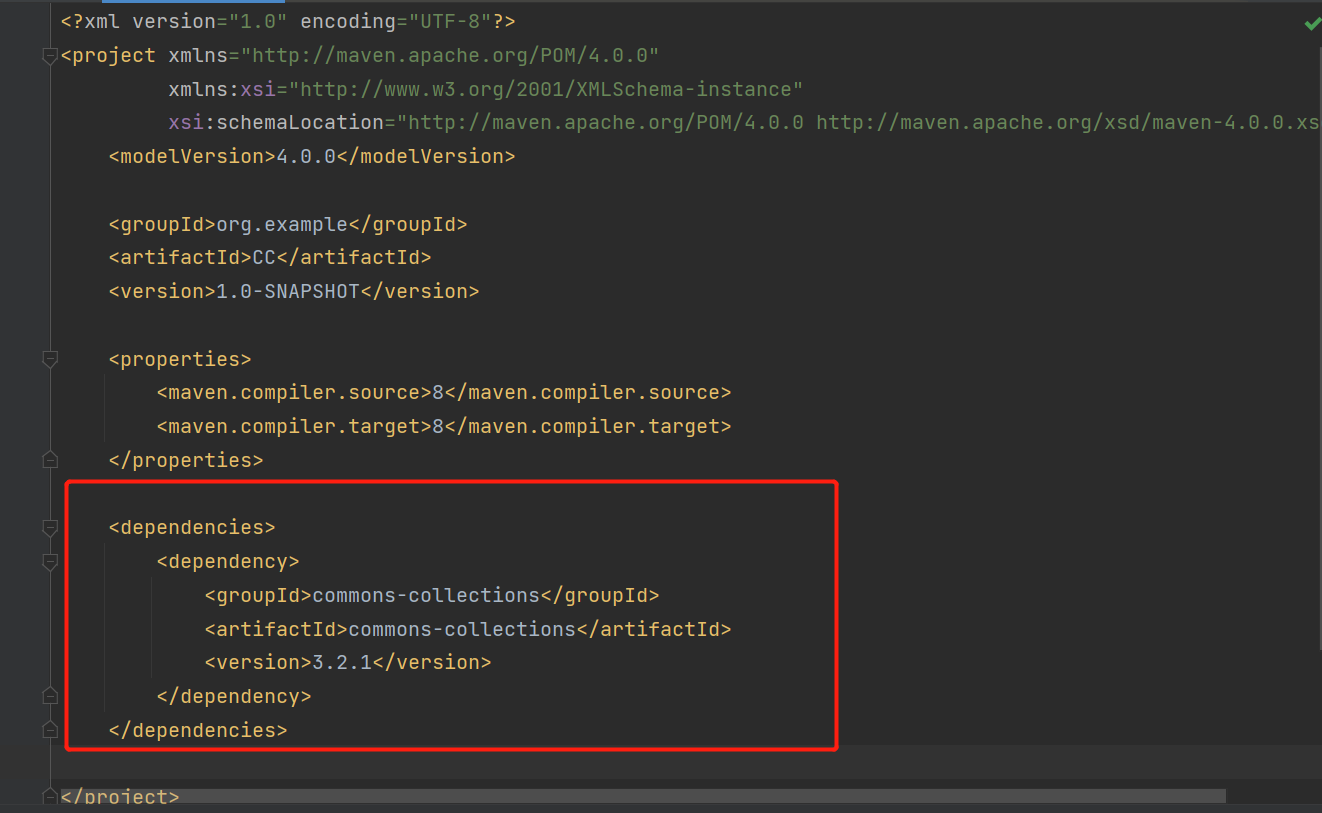 <?xml version="1.0" encoding="UTF-8"?>
<project xmlns="http://maven.apache.org/POM/4.0.0"
xmlns:xsi="http://www.w3.org/2001/XMLSchema-instance"
xsi:schemaLocation="http://maven.apache.org/POM/4.0.0 http://maven.apache.org/xsd/maven-4.0.0.xs
<modelVersion>4.0.0</modelVersion>
<groupId>org.example</groupId>
<artifactId>CC</artifactId>
<version>1.0-SNAPSHOT</version>
<properties>
<maven.compiler.source>8</maven.compiler.source>
<maven.compiler.target>8</maven.compiler.target>
</properties>
<dependencies>
<dependency>
<groupId>commons-collections</groupId>
<artifactId>commons-collections</artifactId>
<version>3.2.1</version>
</dependency>
</dependencies>
</project>